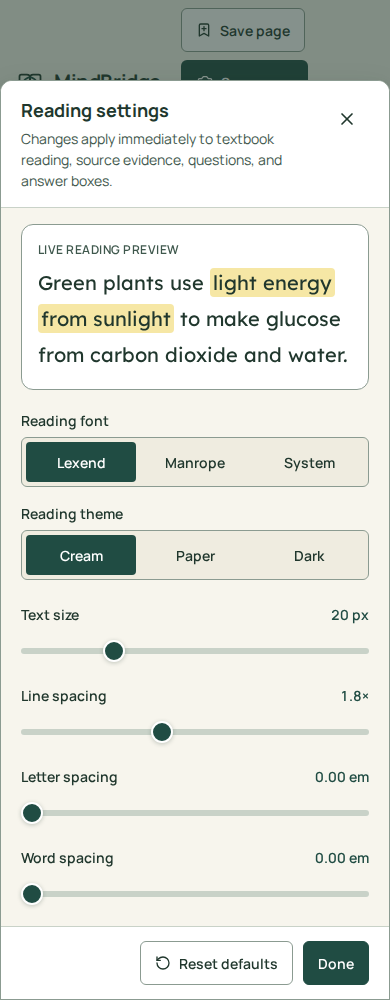 Save page
MindBridge
Reading settings
Changes apply immediately to textbook
reading, source evidence, questions, and
answer boxes.
LIVE READING PREVIEW
Green plants use light energy
from sunlight to make glucose
from carbon dioxide and water.
Reading font
Lexend Manrope System
Reading theme
Cream Paper Dark
Text size 20 px
Line spacing 1.8×
Letter spacing 0.00 em
Word spacing 0.00 em
Reset defaults Done